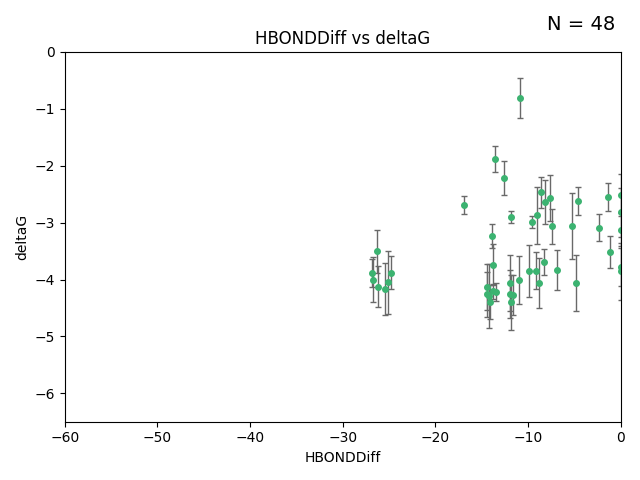 N = 48
HBONDDiff vs deltaG
deltaG
0
−1
−2
−3
−4
−5
−6
−60 −50 −40 −30 −20 −10 0
HBONDDiff